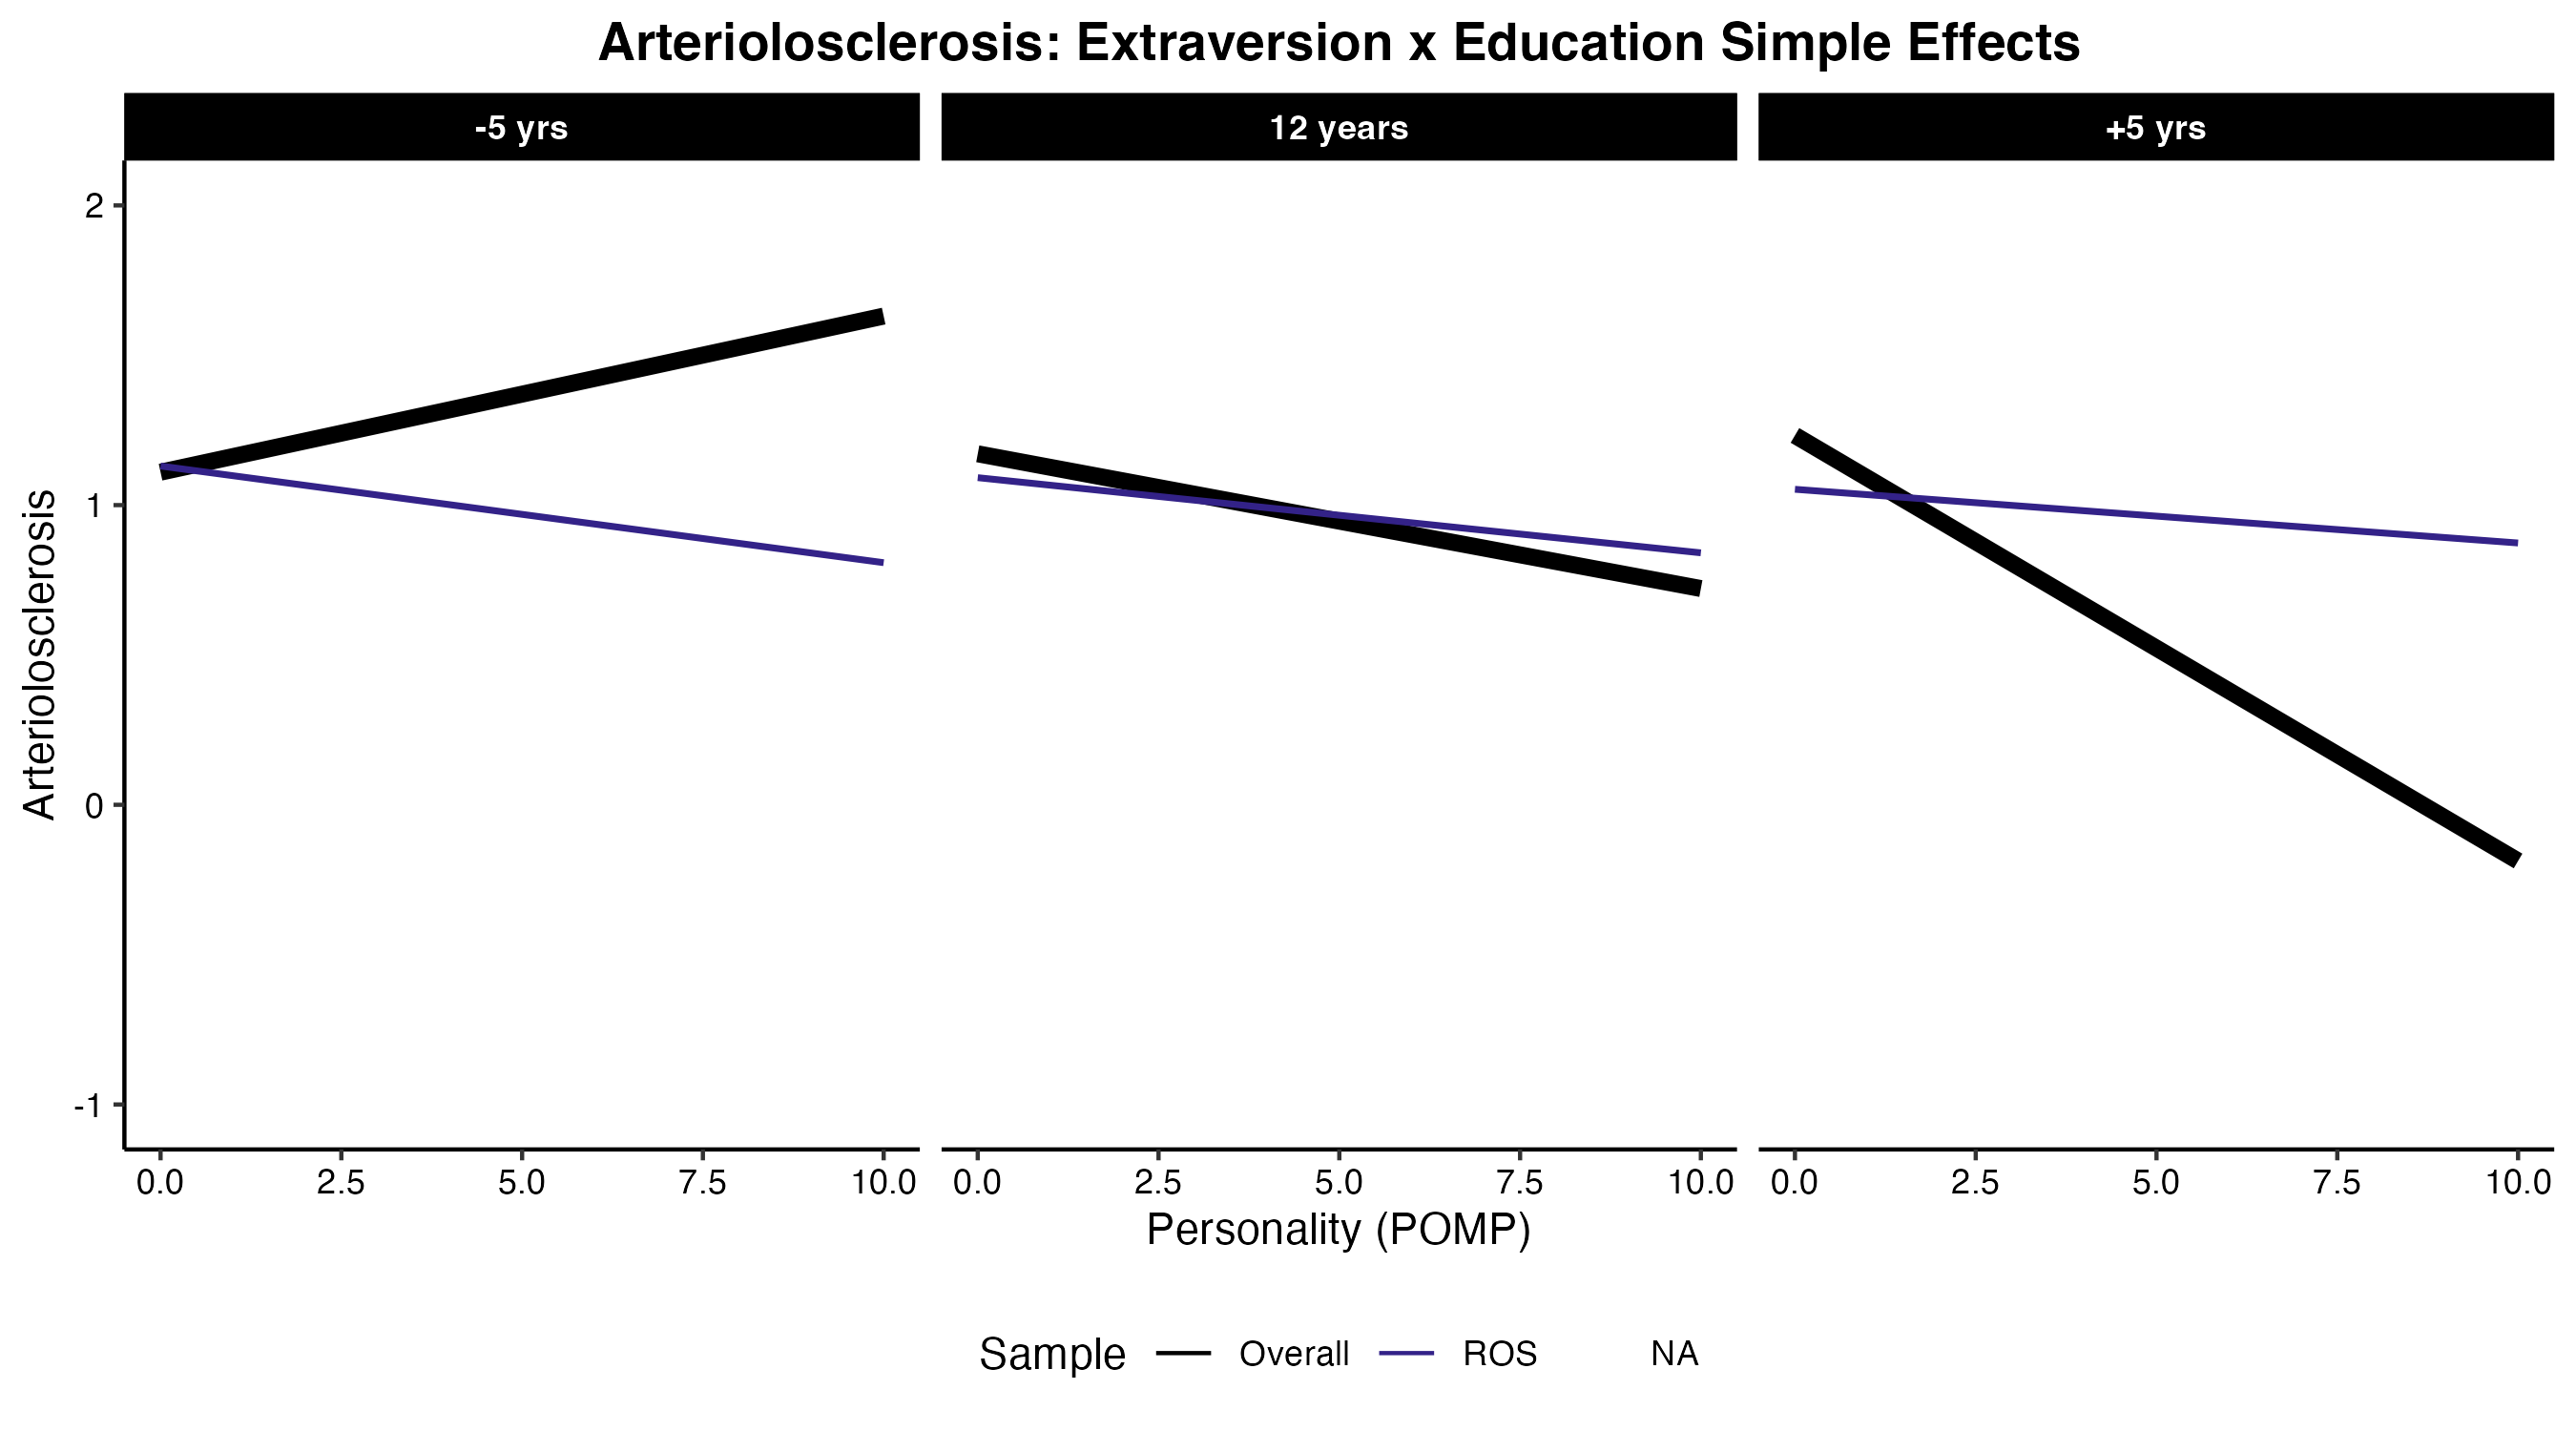 Arteriolosclerosis: Extraversion x Education Simple Effects
-5 yrs
12 years
+5 yrs
Arteriolosclerosis
2
1
0
-1
0.0 2.5 5.0 7.5 10.0
0.0 2.5 5.0 7.5 10.0
0.0 2.5 5.0 7.5 10.0
Personality (POMP)
Sample Overall ROS NA